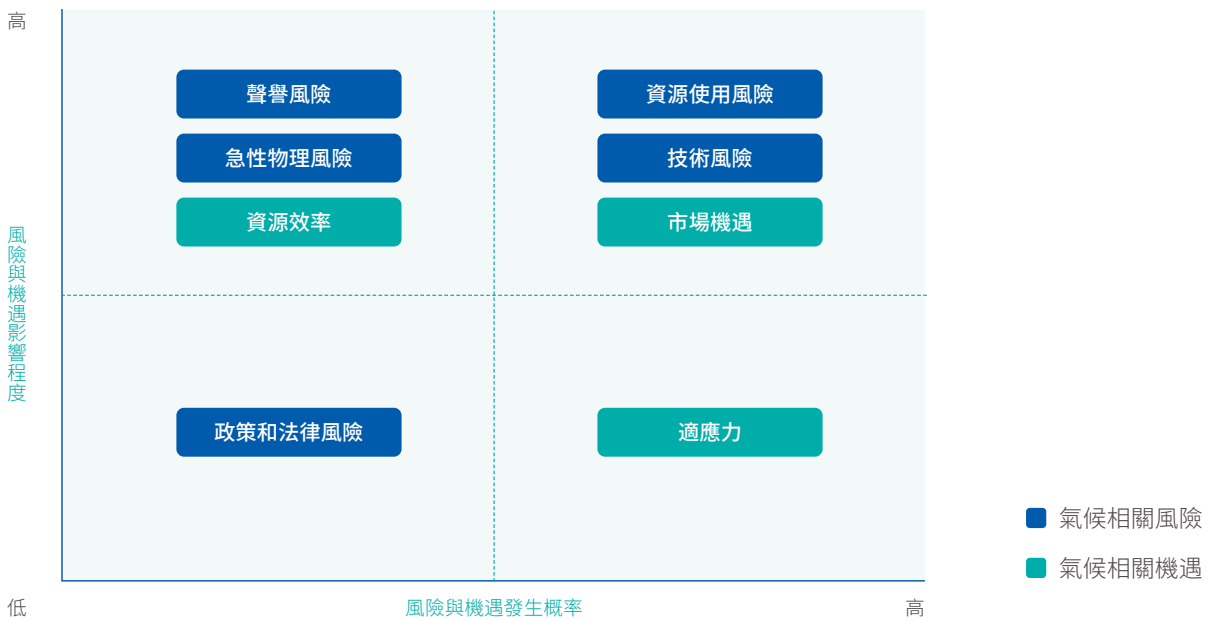 高
風險與機遇影響程度
聲譽風險
急性物理風險
資源效率
資源使用風險
技術風險
市場機遇
政策和法律風險
適應力
低
風險與機遇發生概率
高
氣候相關風險
氣候相關機遇